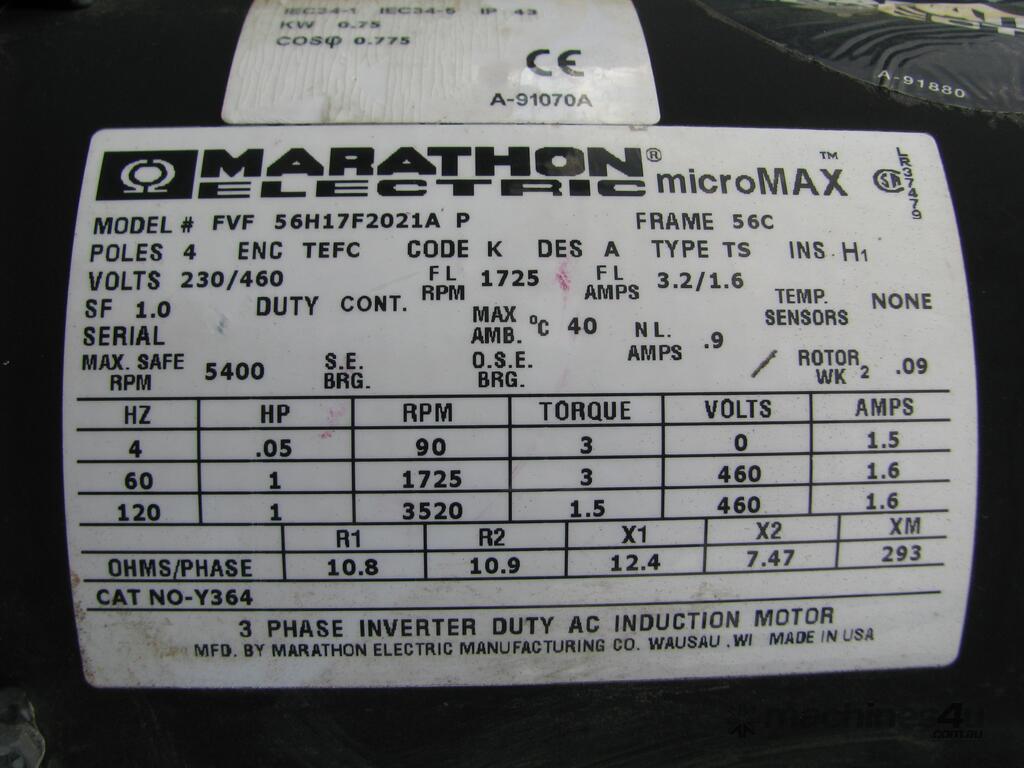 IEC34-1 IEC34-5 IP 43
KW 0.75
COSφ 0.775
CE
A-91070A
A-91880
MARATHON®
ELECTRIC
microMAX™
LR37479
MODEL # FVF 56H17F2021A P FRAME 56C
POLES 4 ENC TEFC CODE K DES A TYPE TS INS. H1
VOLTS 230/460 FL RPM 1725 FL AMPS 3.2/1.6
SF 1.0 DUTY CONT. MAX AMB. °C 40 NL. AMPS .9 TEMP. SENSORS NONE
SERIAL
MAX. SAFE RPM 5400 S.E. BRG. O.S.E. BRG. ROTOR WK² .09
HZ HP RPM TORQUE VOLTS AMPS
4 .05 90 3 0 1.5
60 1 1725 3 460 1.6
120 1 3520 1.5 460 1.6
R1 R2 X1 X2 XM
OHMS/PHASE 10.8 10.9 12.4 7.47 293
CAT NO-Y364
3 PHASE INVERTER DUTY AC INDUCTION MOTOR
MFD. BY MARATHON ELECTRIC MANUFACTURING CO. WAUSAU, WI MADE IN USA
machines4u
.com.au